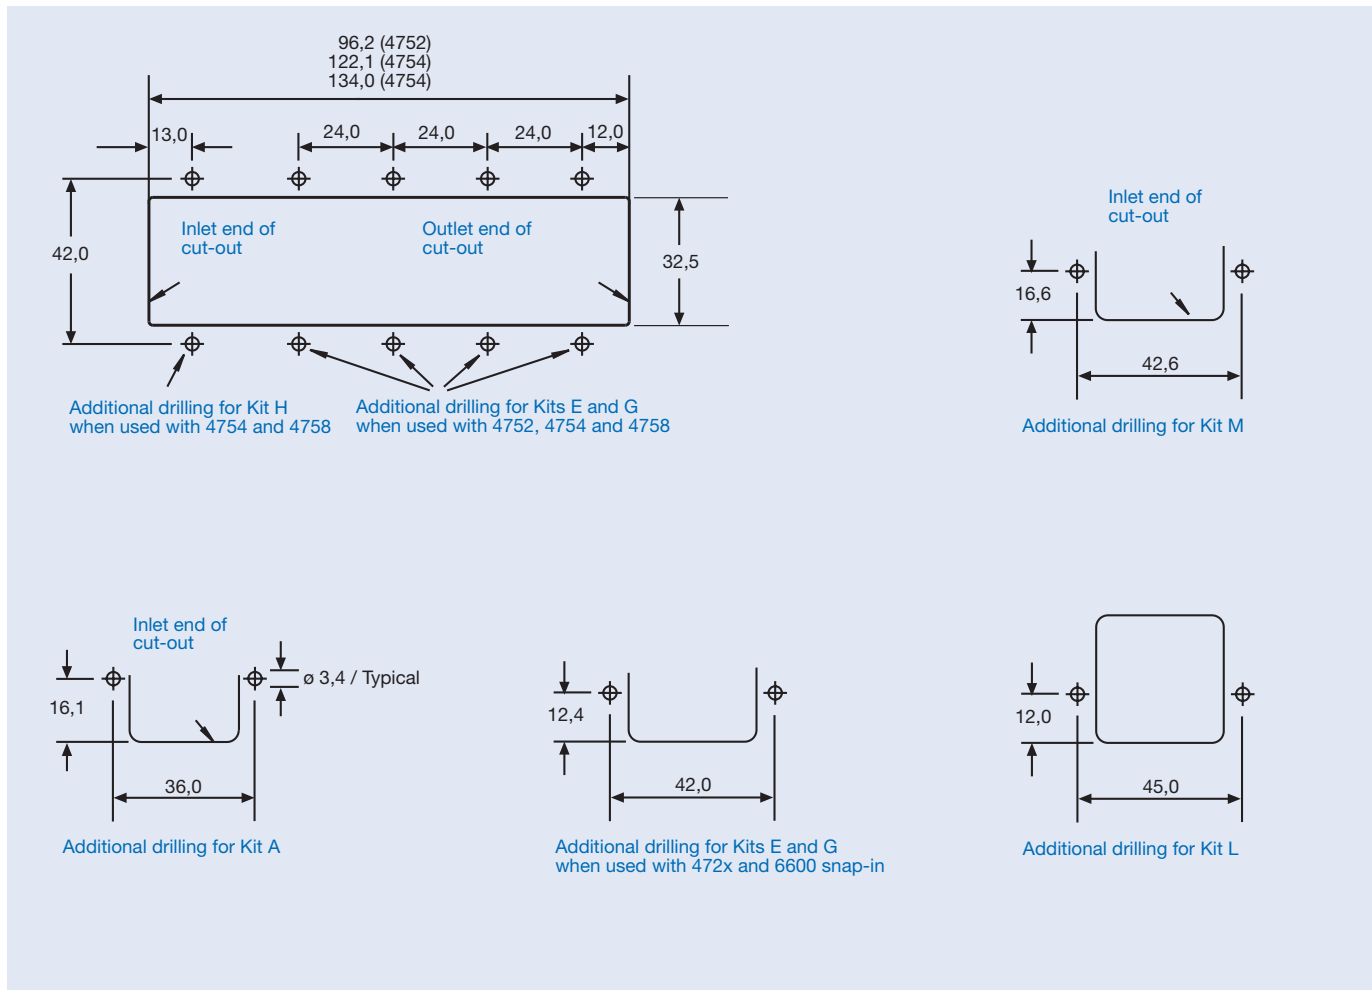 96,2 (4752)
122,1 (4754)
134,0 (4754)
13,0
24,0
24,0
24,0
12,0
Inlet end of
cut-out
Outlet end of
cut-out
42,0
32,5
Additional drilling for Kit H
when used with 4754 and 4758
Additional drilling for Kits E and G
when used with 4752, 4754 and 4758
Inlet end of
cut-out
16,6
42,6
Additional drilling for Kit M
Inlet end of
cut-out
ø 3,4 / Typical
16,1
36,0
Additional drilling for Kit A
12,4
42,0
Additional drilling for Kits E and G
when used with 472x and 6600 snap-in
12,0
45,0
Additional drilling for Kit L